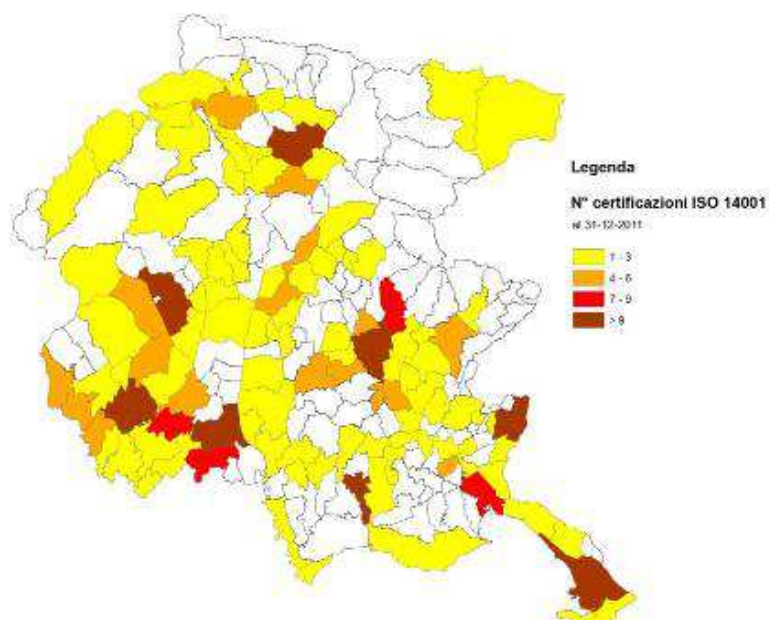 Legenda
N° certificazioni ISO 14001
al 31-12-2011
1 - 3
4 - 6
7 - 9
> 9